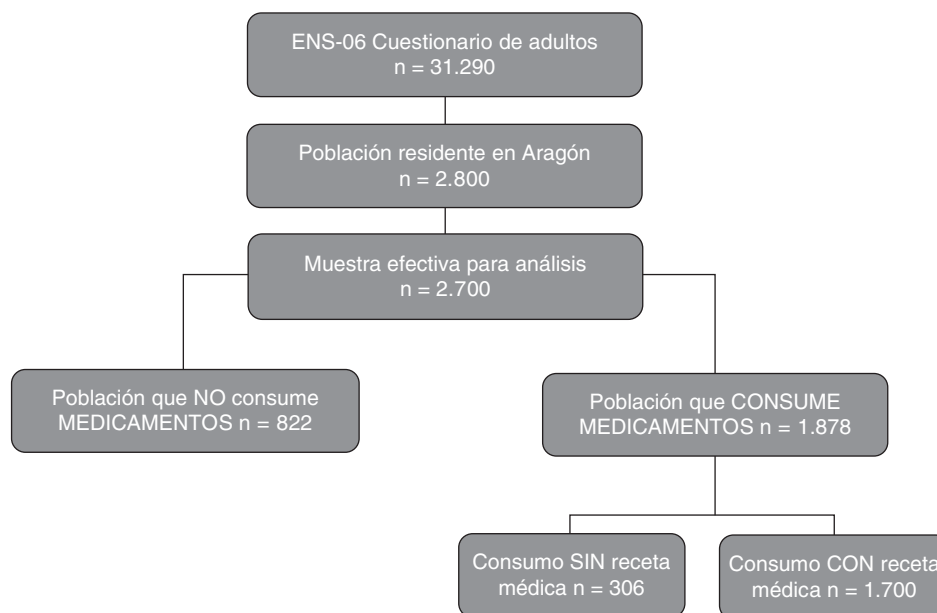 ENS-06 Cuestionario de adultos
n = 31.290
Población residente en Aragón
n = 2.800
Muestra efectiva para análisis
n = 2.700
Población que NO consume
MEDICAMENTOS n = 822
Población que CONSUME
MEDICAMENTOS n = 1.878
Consumo SIN receta
médica n = 306
Consumo CON receta
médica n = 1.700